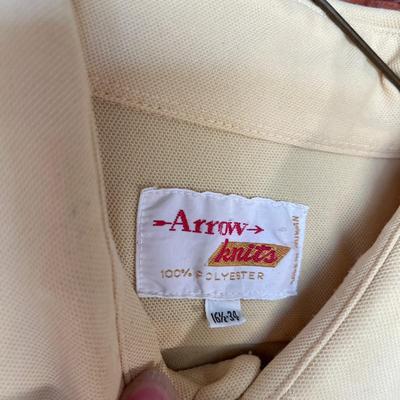 Arrow
knits
100% POLYESTER
16½-34